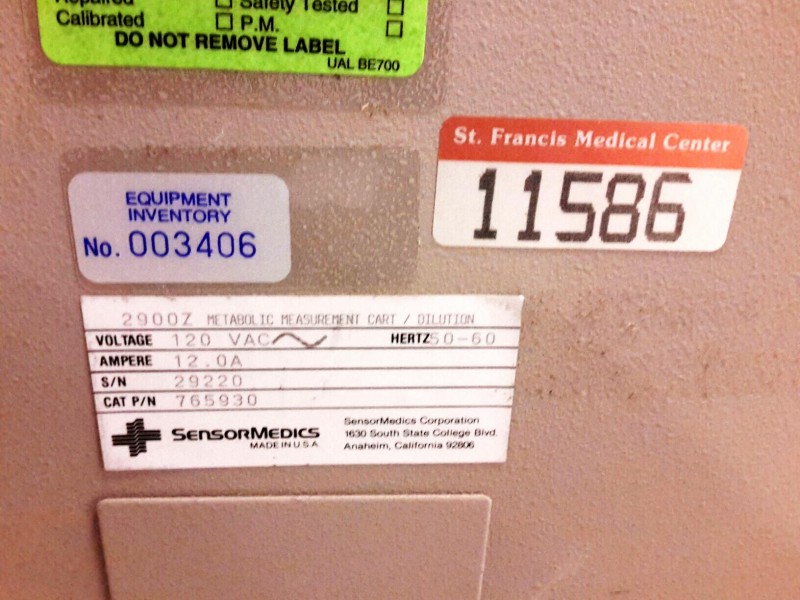 Repaired Safety Tested
Calibrated P.M.
DO NOT REMOVE LABEL
UAL BE700
St. Francis Medical Center
11586
EQUIPMENT
INVENTORY
No. 003406
2900Z METABOLIC MEASUREMENT CART / DILUTION
VOLTAGE 120 VAC HERTZ 50-60
AMPERE 12.0A
S/N 29220
CAT P/N 765930
SENSORMEDICS
MADE IN U.S.A.
SensorMedics Corporation
1630 South State College Blvd.
Anaheim, California 92806